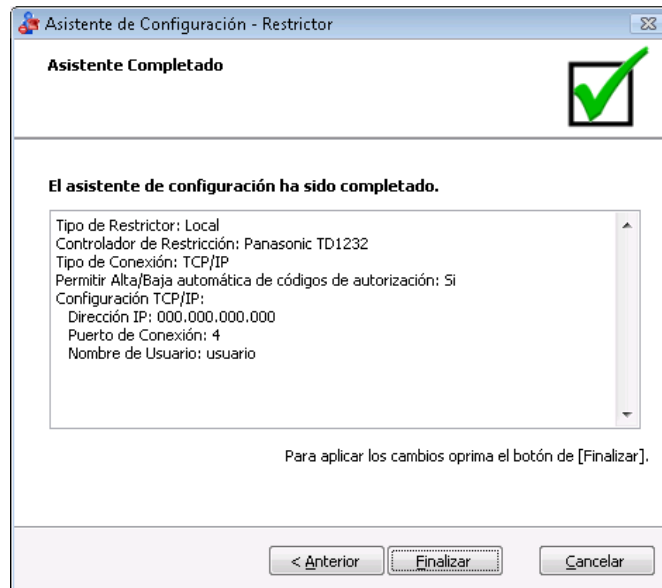 Asistente de Configuración - Restrictor
Asistente Completado
El asistente de configuración ha sido completado.
Tipo de Restrictor: Local
Controlador de Restricción: Panasonic TD1232
Tipo de Conexión: TCP/IP
Permitir Alta/Baja automática de códigos de autorización: Si
Configuración TCP/IP:
Dirección IP: 000.000.000.000
Puerto de Conexión: 4
Nombre de Usuario: usuario
Para aplicar los cambios oprima el botón de [Finalizar].
< Anterior
Finalizar
Cancelar